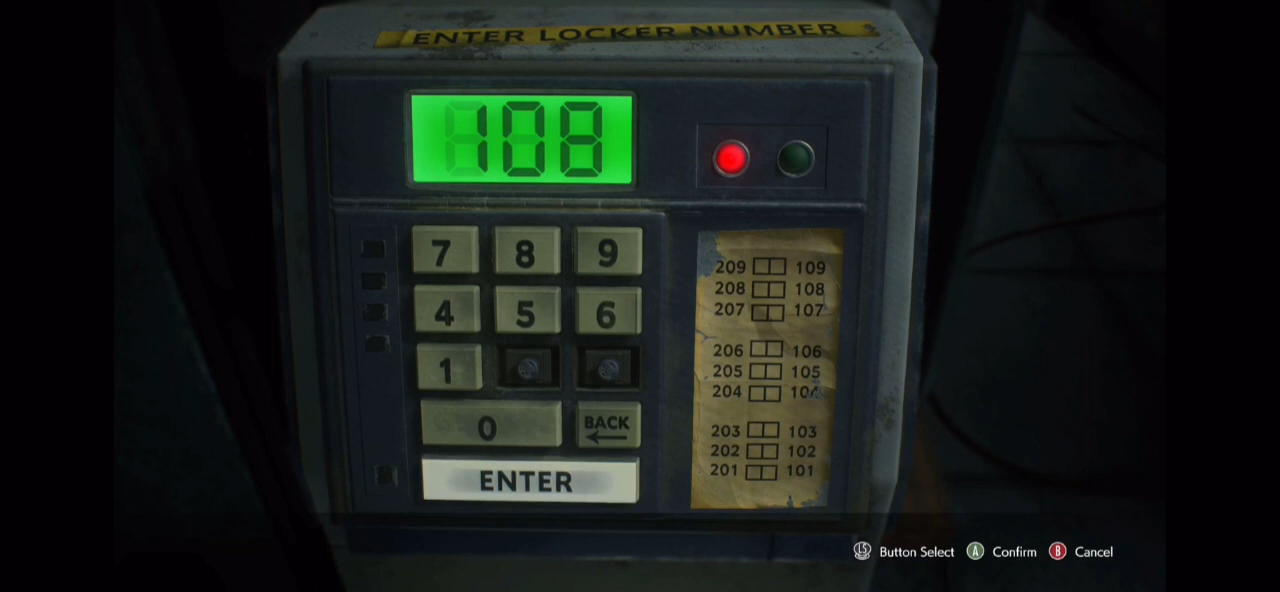 ENTER LOCKER NUMBER
108
7 8 9
4 5 6
1
0 BACK
ENTER
209 109
208 108
207 107
206 106
205 105
204 104
203 103
202 102
201 101
LS Button Select A Confirm B Cancel